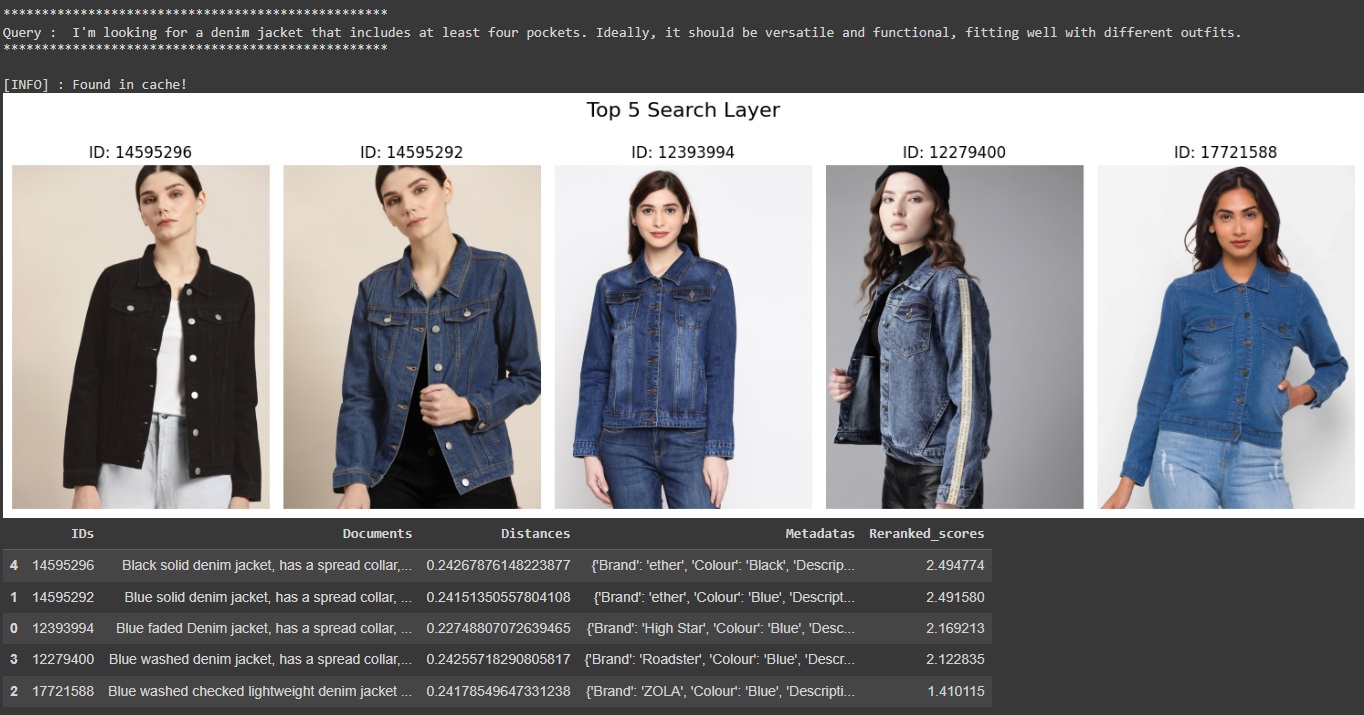 **************************************************
Query :  I'm looking for a denim jacket that includes at least four pockets. Ideally, it should be versatile and functional, fitting well with different outfits.
**************************************************
[INFO] : Found in cache!
Top 5 Search Layer
ID: 14595296 ID: 14595292 ID: 12393994 ID: 12279400 ID: 17721588
IDs Documents Distances Metadatas Reranked_scores
4 14595296 Black solid denim jacket, has a spread collar,... 0.24267876148223877 {'Brand': 'ether', 'Colour': 'Black', 'Descrip... 2.494774
1 14595292 Blue solid denim jacket, has a spread collar, ... 0.24151350557804108 {'Brand': 'ether', 'Colour': 'Blue', 'Descript... 2.491580
0 12393994 Blue faded Denim jacket, has a spread collar, ... 0.22748807072639465 {'Brand': 'High Star', 'Colour': 'Blue', 'Desc... 2.169213
3 12279400 Blue washed denim jacket, has a spread collar,... 0.24255718290805817 {'Brand': 'Roadster', 'Colour': 'Blue', 'Descr... 2.122835
2 17721588 Blue washed checked lightweight denim jacket ... 0.24178549647331238 {'Brand': 'ZOLA', 'Colour': 'Blue', 'Descripti... 1.410115